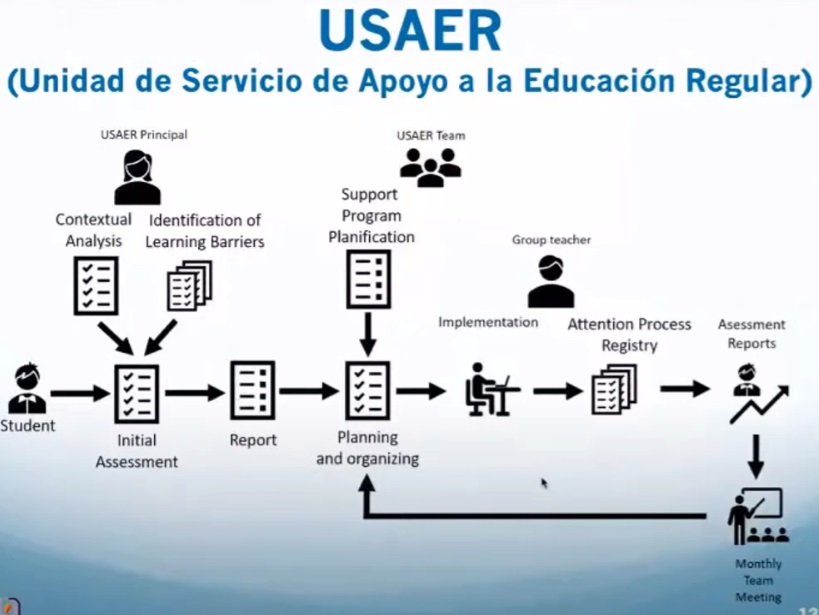 USAER
(Unidad de Servicio de Apoyo a la Educación Regular)
USAER Principal
USAER Team
Contextual
Analysis
Identification of
Learning Barriers
Support
Program
Planification
Group teacher
Implementation
Attention Process
Registry
Asessment
Reports
Student
Initial
Assessment
Report
Planning
and organizing
Monthly
Team
Meeting